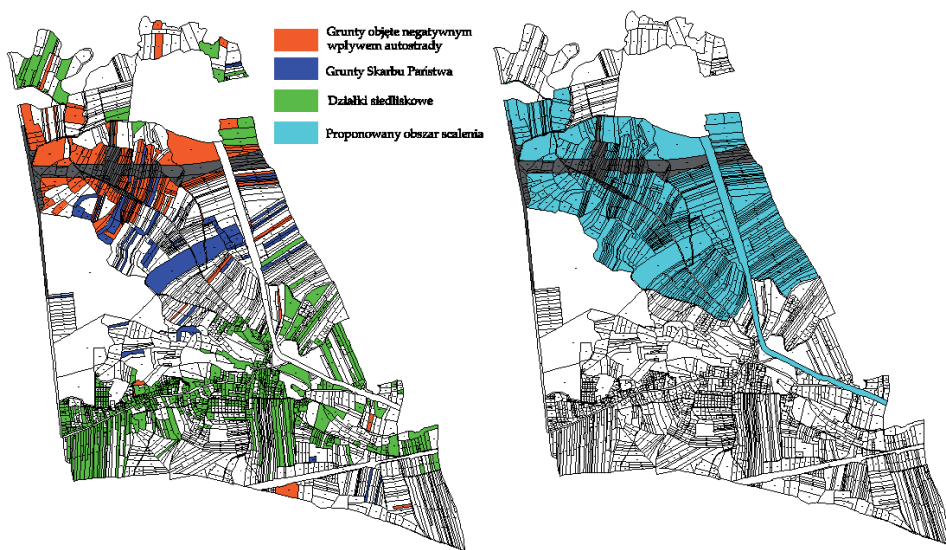 Grunty objęte negatywnym
wpływem autostrady
Grunty Skarbu Państwa
Działki siedliskowe
Proponowany obszar scalenia